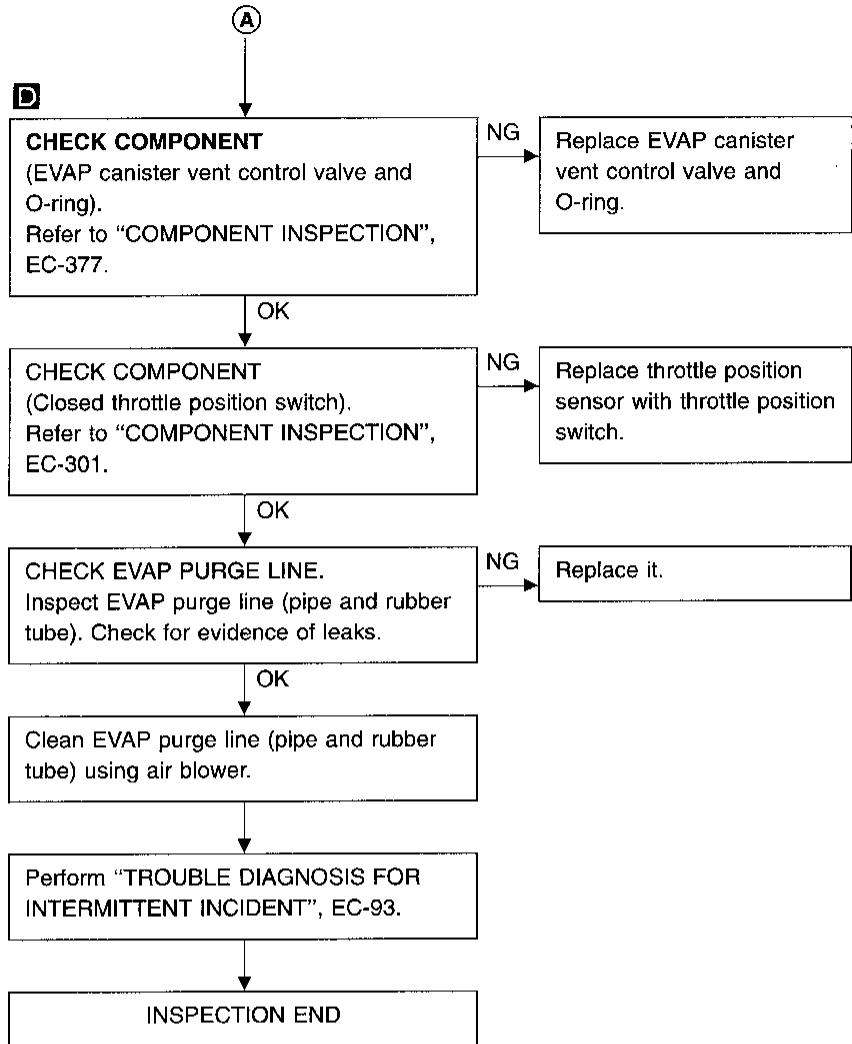 A
D
CHECK COMPONENT
(EVAP canister vent control valve and
O-ring).
Refer to “COMPONENT INSPECTION”,
EC-377.
NG
Replace EVAP canister
vent control valve and
O-ring.
OK
CHECK COMPONENT
(Closed throttle position switch).
Refer to “COMPONENT INSPECTION”,
EC-301.
NG
Replace throttle position
sensor with throttle position
switch.
OK
CHECK EVAP PURGE LINE.
Inspect EVAP purge line (pipe and rubber
tube). Check for evidence of leaks.
NG
Replace it.
OK
Clean EVAP purge line (pipe and rubber
tube) using air blower.
Perform “TROUBLE DIAGNOSIS FOR
INTERMITTENT INCIDENT”, EC-93.
INSPECTION END